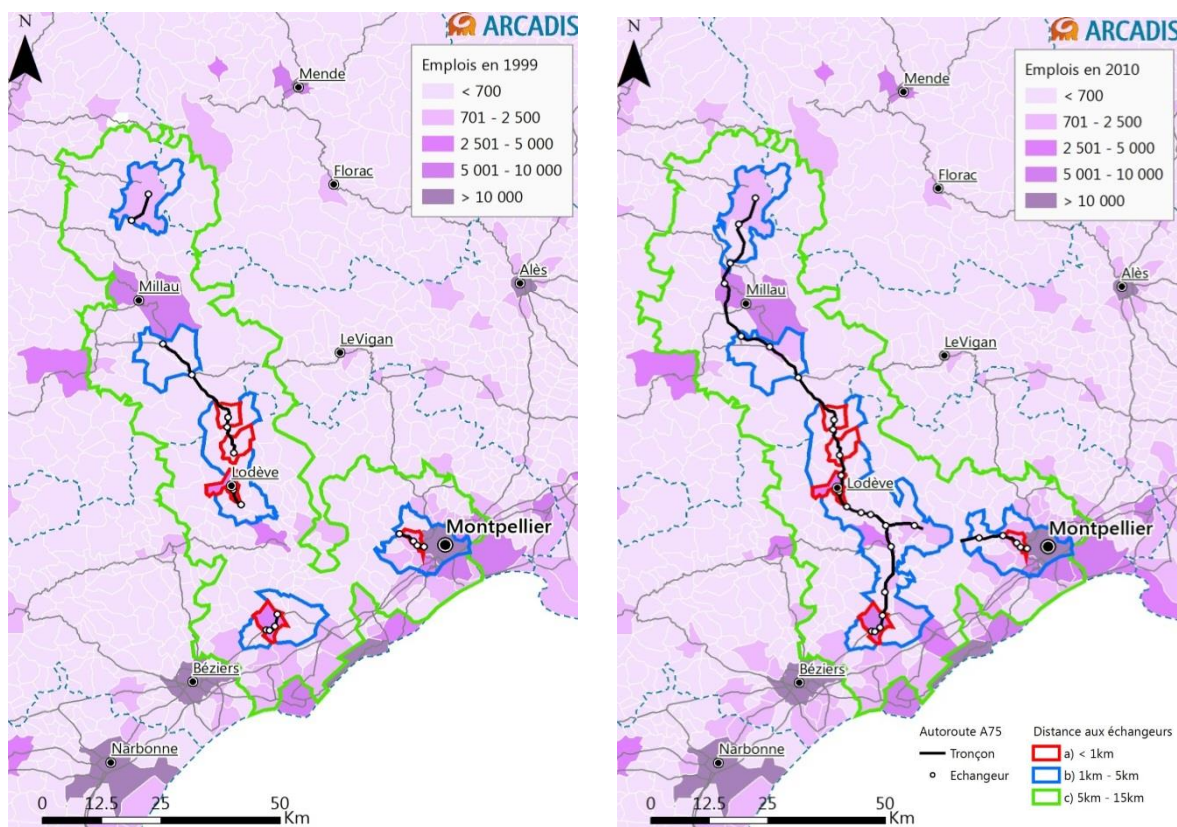 N
ARCADIS
Emplois en 1999
< 700
701 - 2 500
2 501 - 5 000
5 001 - 10 000
> 10 000
Mende
Florac
Alès
Millau
LeVigan
Lodève
Montpellier
Béziers
Narbonne
0 12.5 25 50
Km
N
ARCADIS
Emplois en 2010
< 700
701 - 2 500
2 501 - 5 000
5 001 - 10 000
> 10 000
Mende
Florac
Alès
Millau
LeVigan
Lodève
Montpellier
Béziers
Narbonne
Autoroute A75
Tronçon
Echangeur
Distance aux échangeurs
a) < 1km
b) 1km - 5km
c) 5km - 15km
0 12.5 25 50
Km